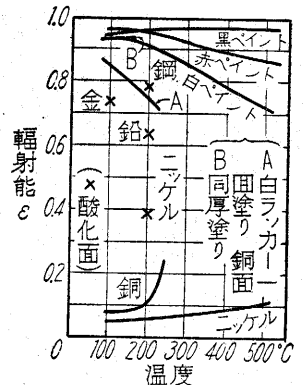 1.0
0.8
0.6
0.4
0.2
0
輻射能 ε
100
200
300
400
500℃
温度
黒ペイント
赤ペイント
白ペイント
B
鋼
A
金
鉛
ニッケル
(×酸化面)
銅
ニッケル
A 白ラッカー一
面塗り 銅面
B 同厚塗り